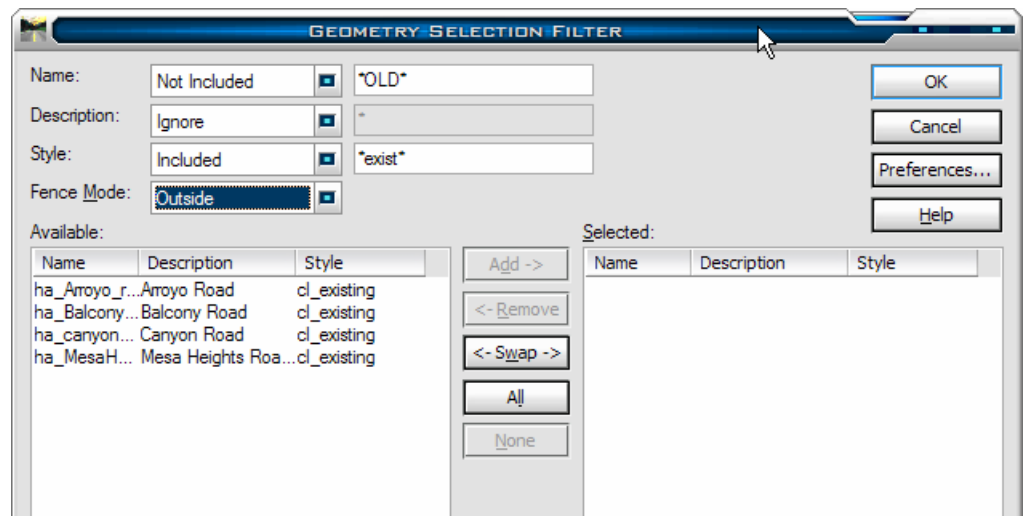 GEOMETRY SELECTION FILTER
Name: Not Included *OLD* OK
Description: Ignore * Cancel
Style: Included *exist* Preferences...
Fence Mode: Outside Help
Available: Selected:
Name Description Style Add -> Name Description Style
ha_Arroyo_r... Arroyo Road cl_existing
ha_Balcony... Balcony Road cl_existing <- Remove
ha_canyon... Canyon Road cl_existing
ha_MesaH... Mesa Heights Roa... cl_existing <- Swap ->
All
None